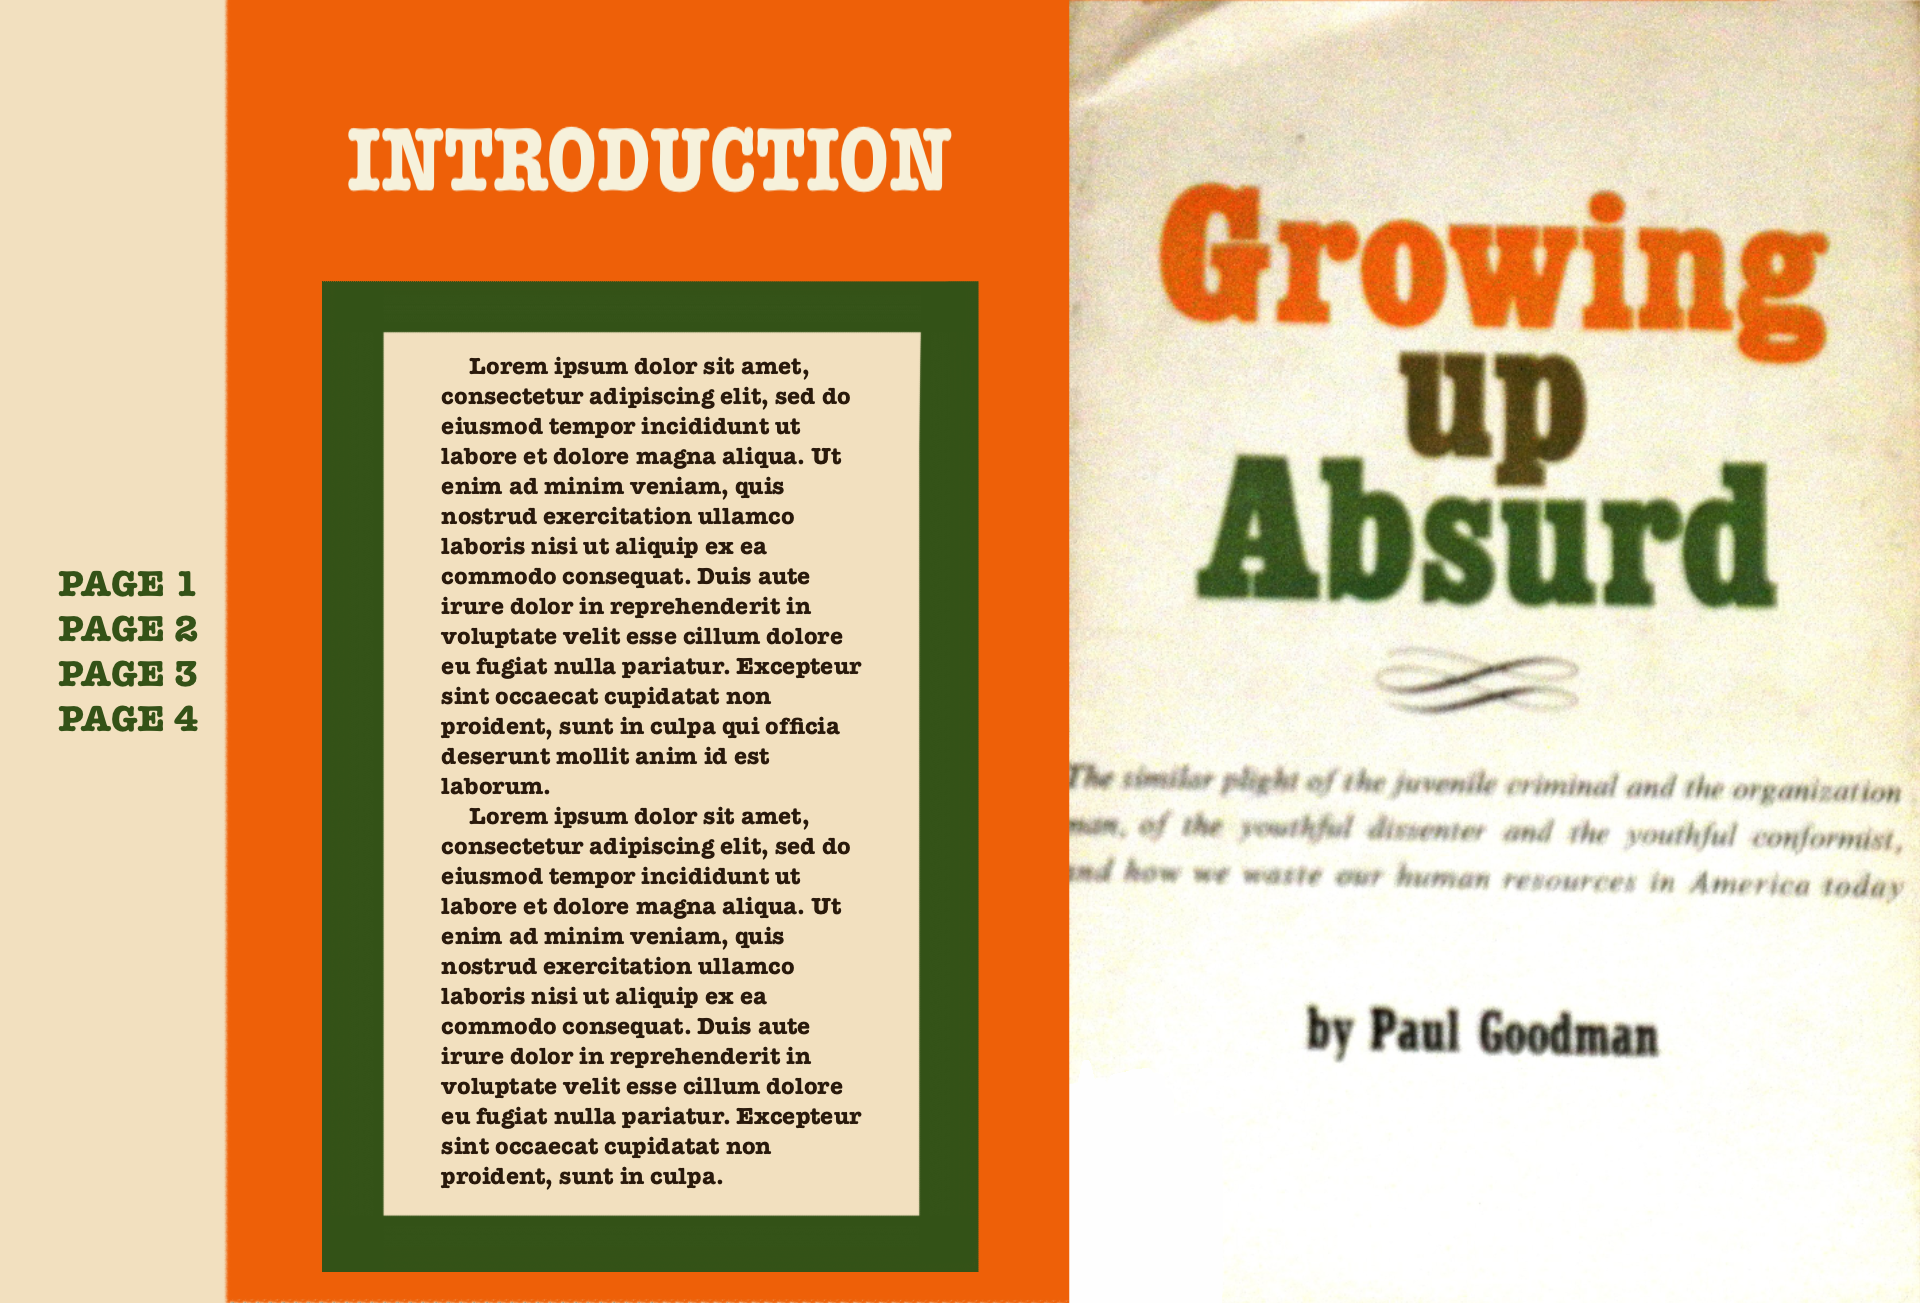 PAGE 1
PAGE 2
PAGE 3
PAGE 4
INTRODUCTION
Lorem ipsum dolor sit amet,
consectetur adipiscing elit, sed do
eiusmod tempor incididunt ut
labore et dolore magna aliqua. Ut
enim ad minim veniam, quis
nostrud exercitation ullamco
laboris nisi ut aliquip ex ea
commodo consequat. Duis aute
irure dolor in reprehenderit in
voluptate velit esse cillum dolore
eu fugiat nulla pariatur. Excepteur
sint occaecat cupidatat non
proident, sunt in culpa qui officia
deserunt mollit anim id est
laborum.
Lorem ipsum dolor sit amet,
consectetur adipiscing elit, sed do
eiusmod tempor incididunt ut
labore et dolore magna aliqua. Ut
enim ad minim veniam, quis
nostrud exercitation ullamco
laboris nisi ut aliquip ex ea
commodo consequat. Duis aute
irure dolor in reprehenderit in
voluptate velit esse cillum dolore
eu fugiat nulla pariatur. Excepteur
sint occaecat cupidatat non
proident, sunt in culpa.
Growing
up
Absurd
The similar plight of the juvenile criminal and the organization
man, of the youthful dissenter and the youthful conformist,
and how we waste our human resources in America today
by Paul Goodman